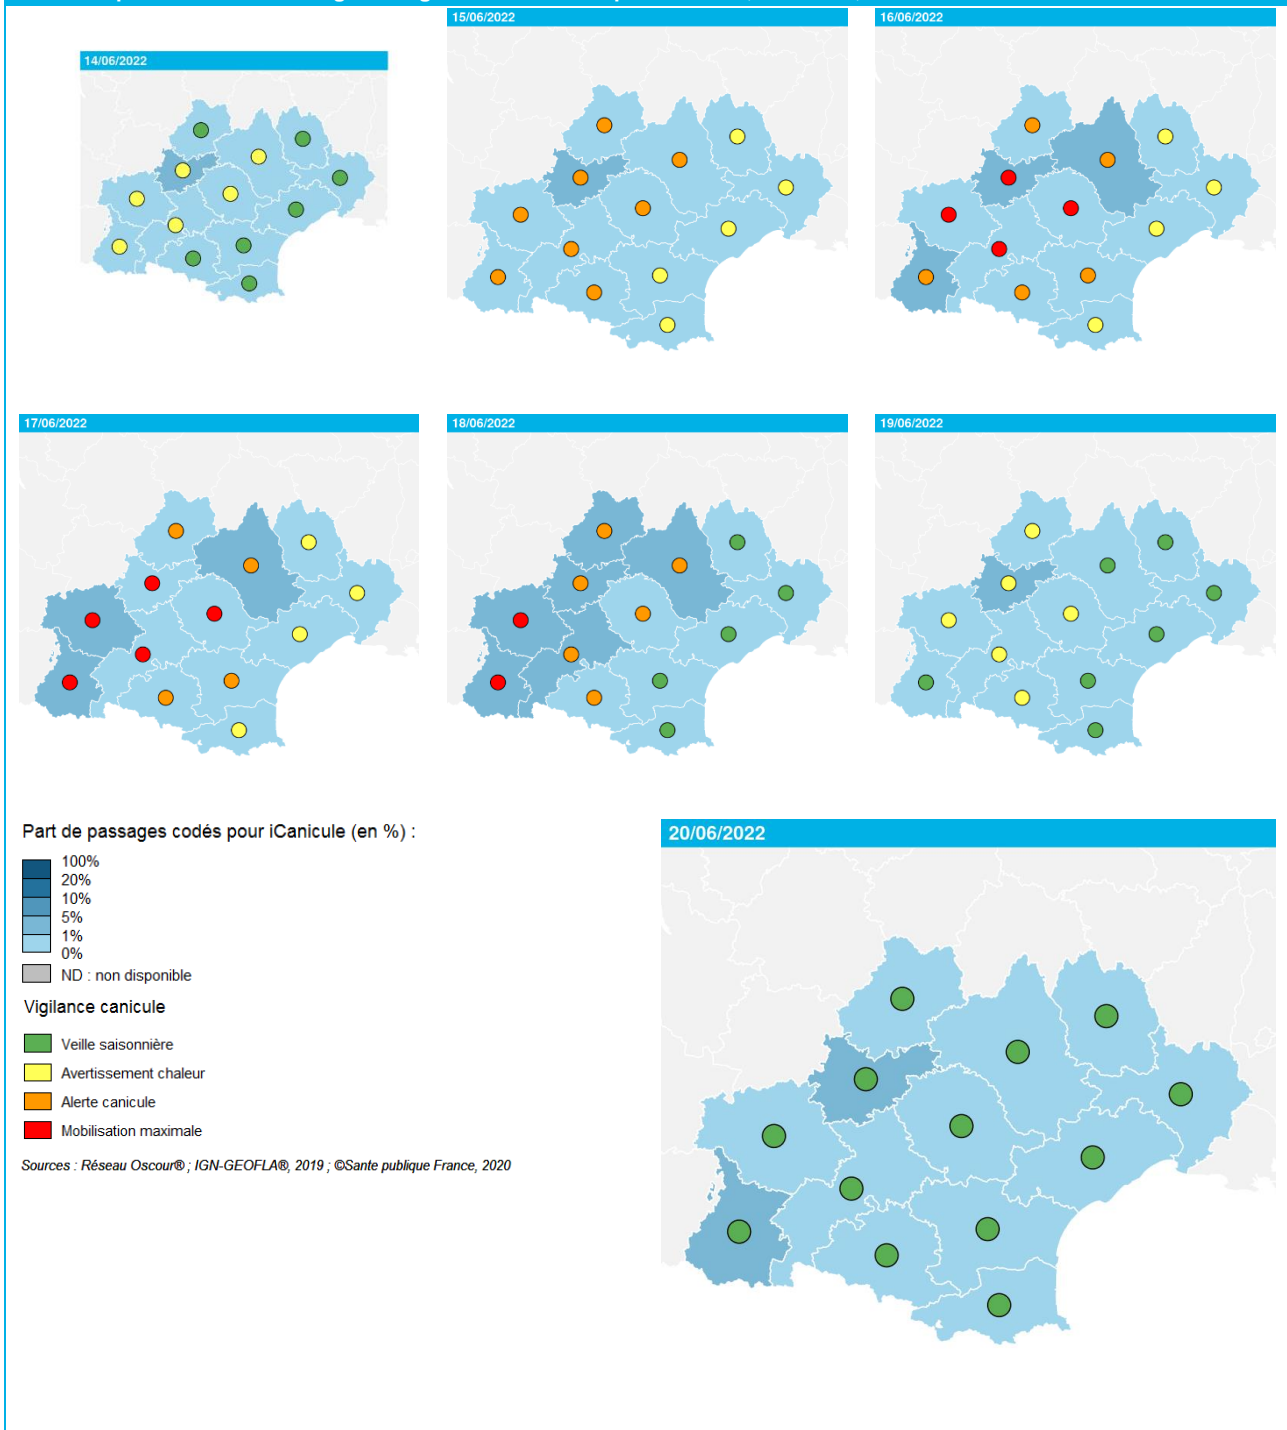 15/06/2022
16/06/2022
14/06/2022
17/06/2022
18/06/2022
19/06/2022
Part de passages codés pour iCanicule (en %) :
100%
20%
10%
5%
1%
0%
ND : non disponible
Vigilance canicule
Veille saisonnière
Avertissement chaleur
Alerte canicule
Mobilisation maximale
Sources : Réseau Oscour® ; IGN-GEOFLA®, 2019 ; ©Sante publique France, 2020
20/06/2022